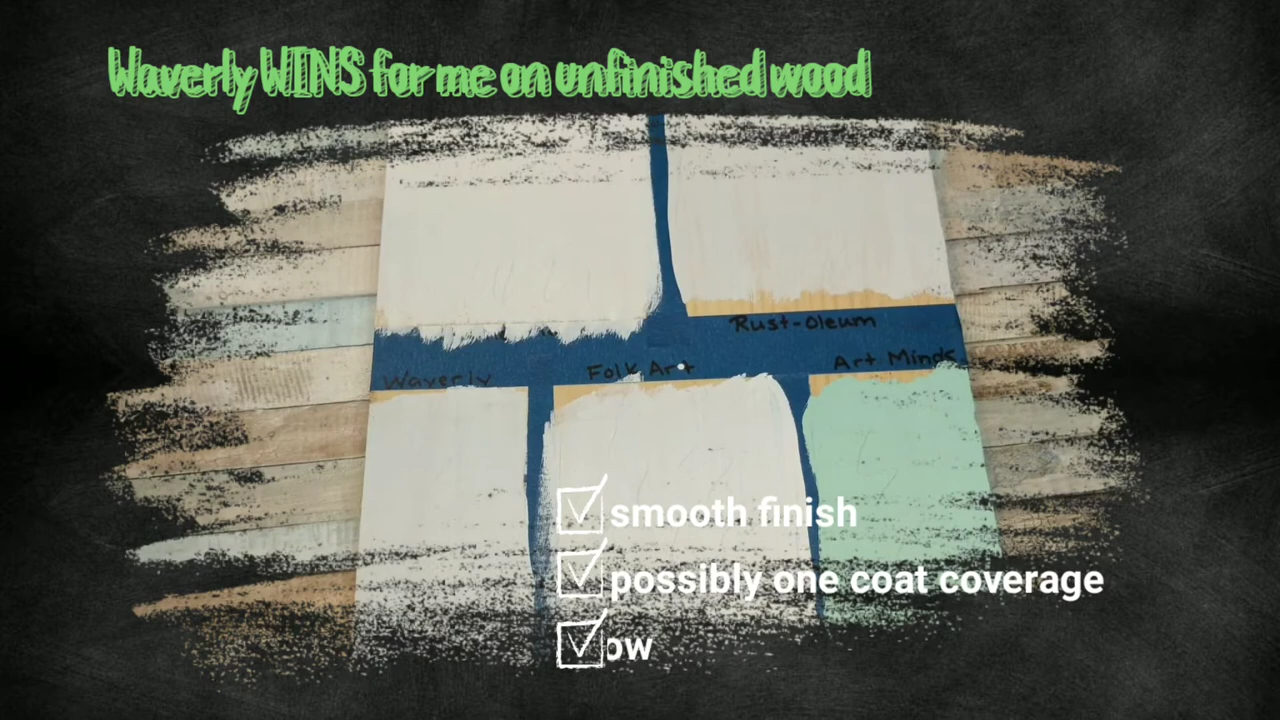 Waverly WINS for me on unfinished wood
Rust-Oleum
Folk Art
Art Minds
Waverly
smooth finish
possibly one coat coverage
ow